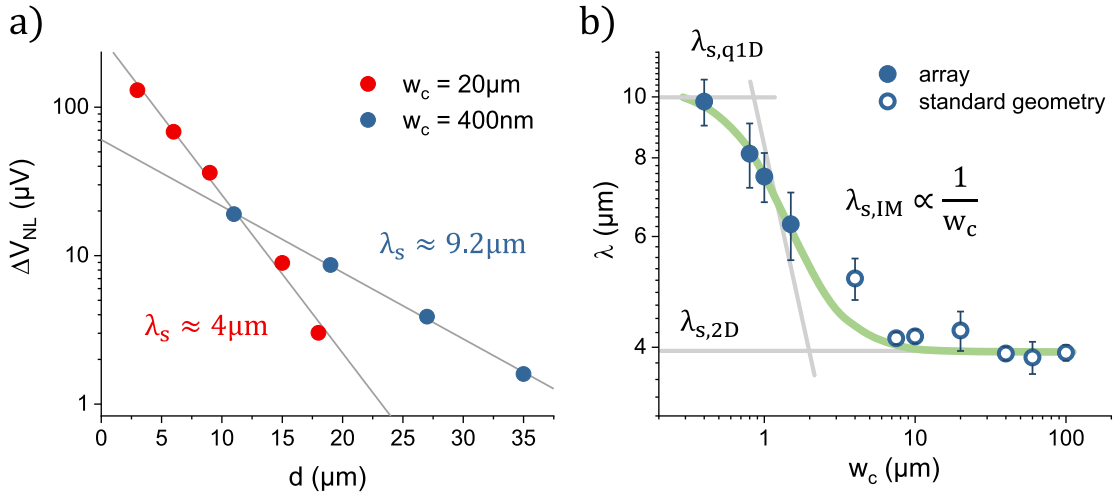 a)
w_c = 20μm
w_c = 400nm
100
10
1
ΔV_NL (μV)
λ_s ≈ 9.2μm
λ_s ≈ 4μm
0 5 10 15 20 25 30 35
d (μm)
b)
λ_s,q1D
array
standard geometry
10
8
6
4
λ (μm)
λ_s,IM ∝ 1/w_c
λ_s,2D
1 10 100
w_c (μm)